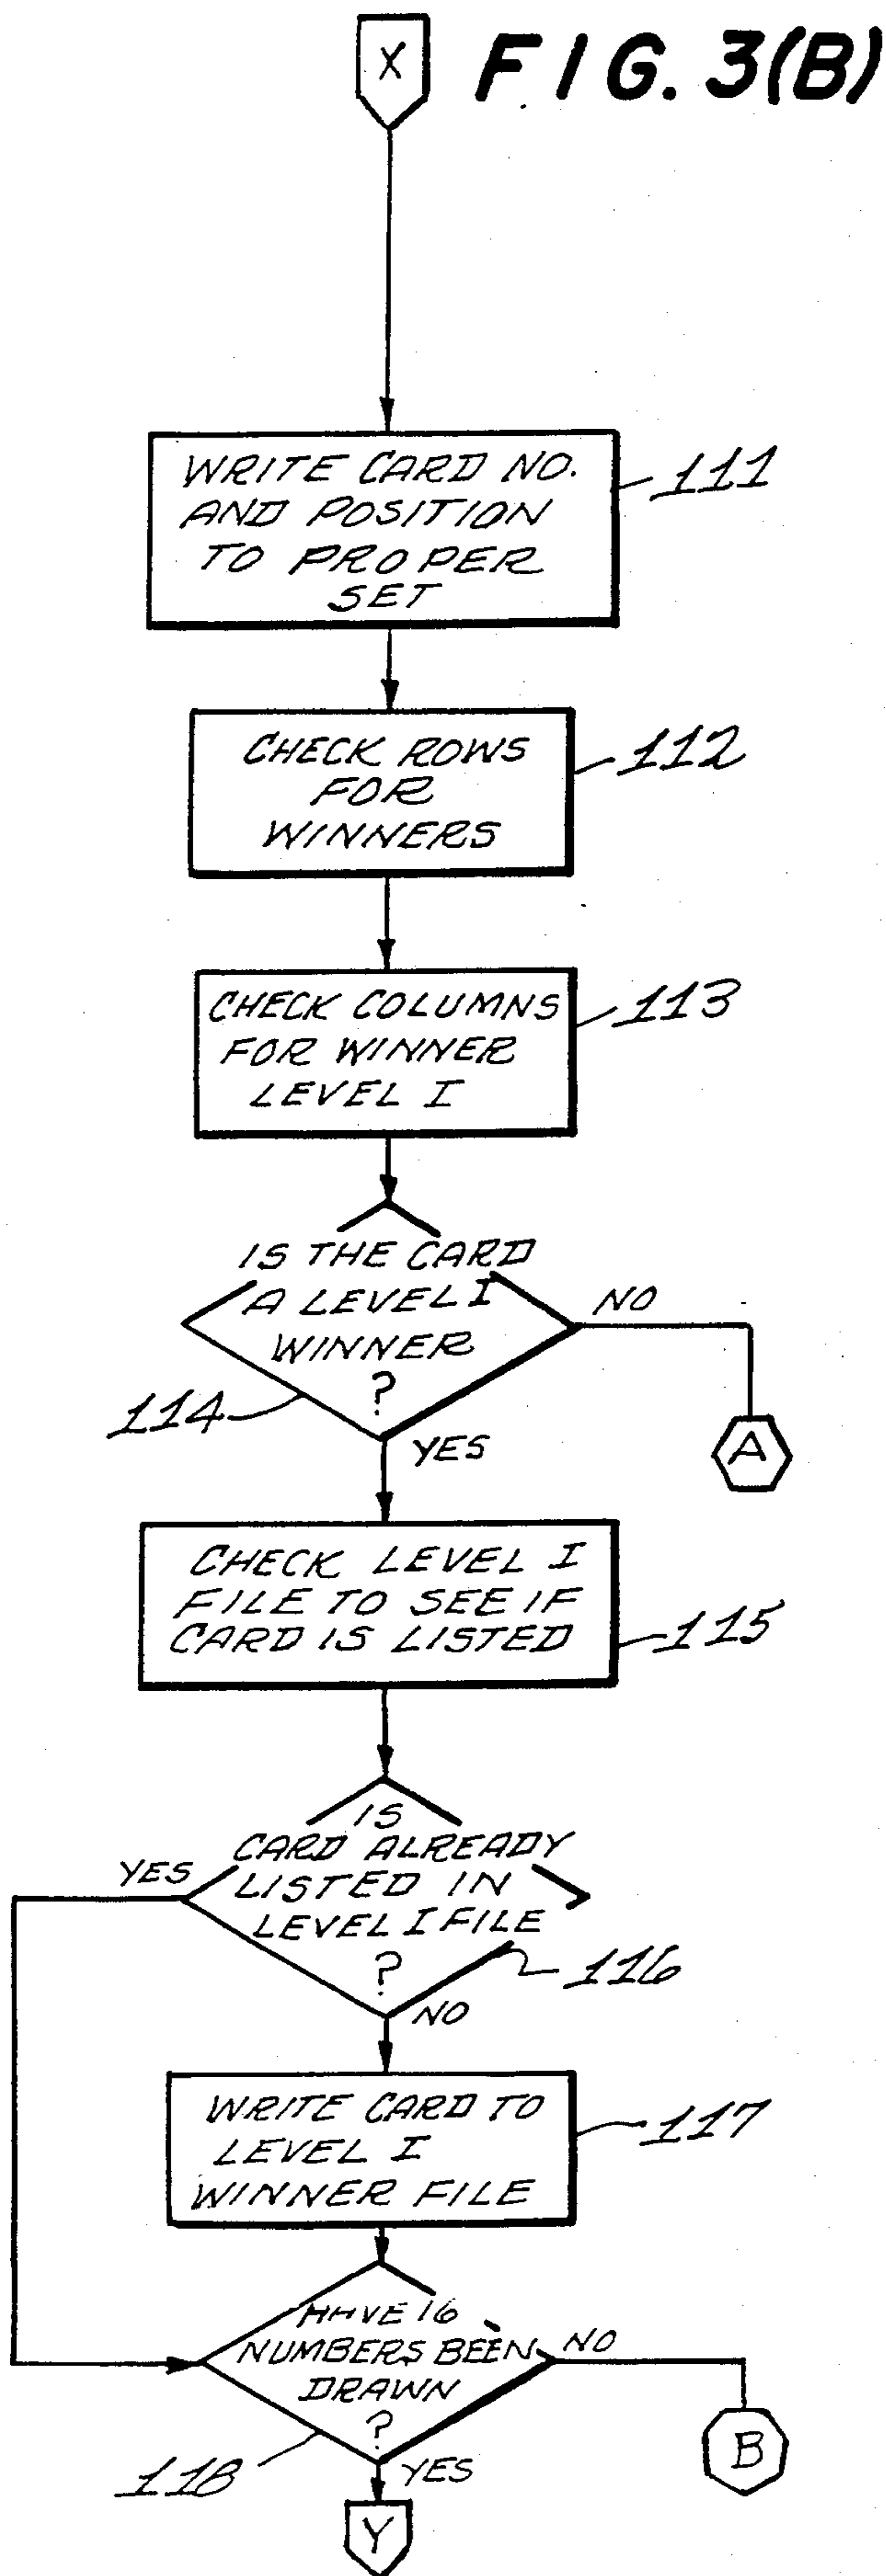 X
FIG. 3(B)
WRITE CARD NO.
AND POSITION
TO PROPER
SET
111
CHECK ROWS
FOR
WINNERS
112
CHECK COLUMNS
FOR WINNER
LEVEL I
113
IS THE CARD
A LEVEL I
WINNER
?
114
NO
A
YES
CHECK LEVEL I
FILE TO SEE IF
CARD IS LISTED
115
IS
CARD ALREADY
LISTED IN
LEVEL I FILE
?
YES
116
NO
WRITE CARD TO
LEVEL I
WINNER FILE
117
HAVE 16
NUMBERS BEEN
DRAWN
?
NO
B
118
YES
Y